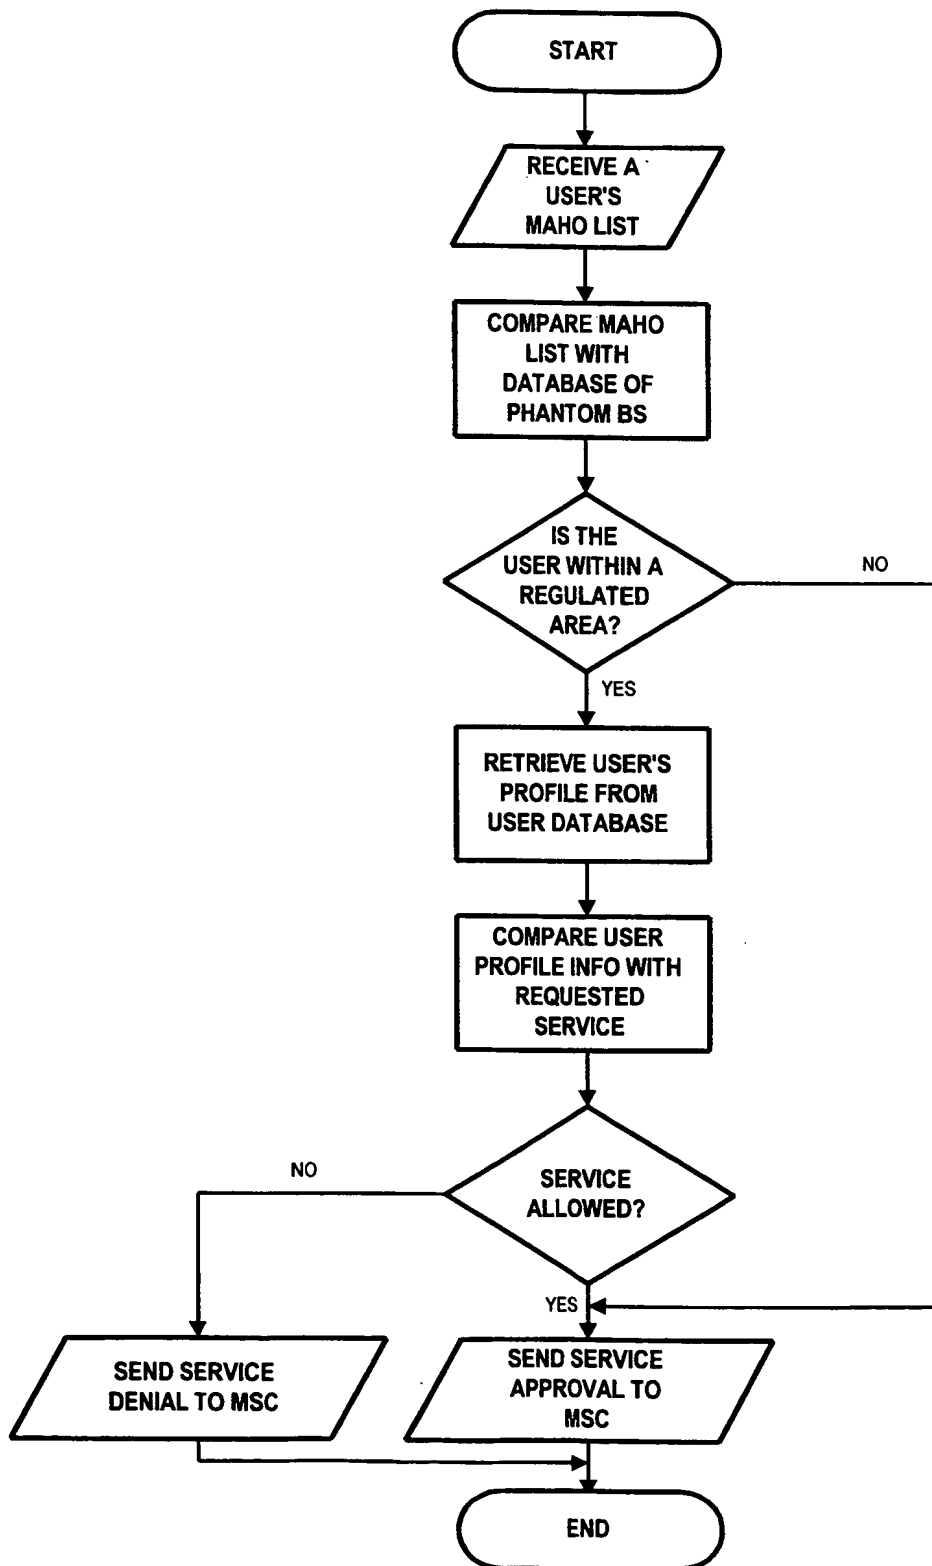 START
RECEIVE A
USER'S
MAHO LIST
COMPARE MAHO
LIST WITH
DATABASE OF
PHANTOM BS
IS THE
USER WITHIN A
REGULATED
AREA?
NO
YES
RETRIEVE USER'S
PROFILE FROM
USER DATABASE
COMPARE USER
PROFILE INFO WITH
REQUESTED
SERVICE
SERVICE
ALLOWED?
NO
YES
SEND SERVICE
DENIAL TO MSC
SEND SERVICE
APPROVAL TO
MSC
END